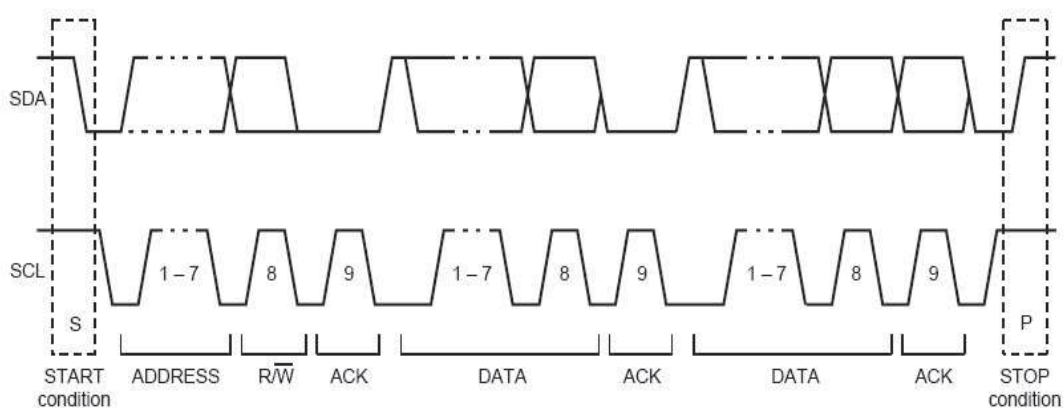 SDA
SCL
1 – 7 8 9 1 – 7 8 9 1 – 7 8 9
S P
START ADDRESS R/W̅ ACK DATA ACK DATA ACK STOP
condition condition